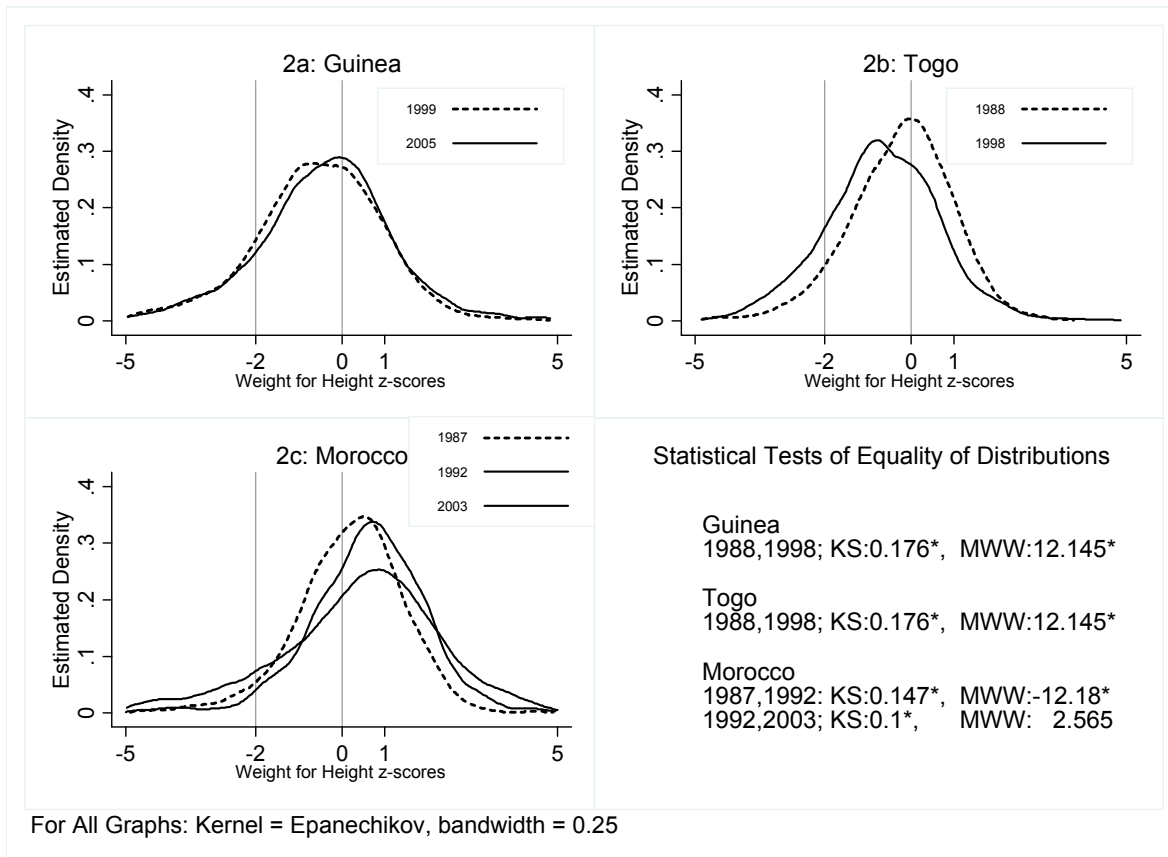 2a: Guinea
Estimated Density
0 .1 .2 .3 .4
1999
2005
-5 -2 0 1 5
Weight for Height z-scores
2b: Togo
Estimated Density
0 .1 .2 .3 .4
1988
1998
-5 -2 0 1 5
Weight for Height z-scores
2c: Morocco
Estimated Density
0 .1 .2 .3 .4
1987
1992
2003
-5 -2 0 1 5
Weight for Height z-scores
Statistical Tests of Equality of Distributions
Guinea
1988,1998; KS:0.176*, MWW:12.145*
Togo
1988,1998; KS:0.176*, MWW:12.145*
Morocco
1987,1992: KS:0.147*, MWW:-12.18*
1992,2003; KS:0.1*, MWW: 2.565
For All Graphs: Kernel = Epanechikov, bandwidth = 0.25